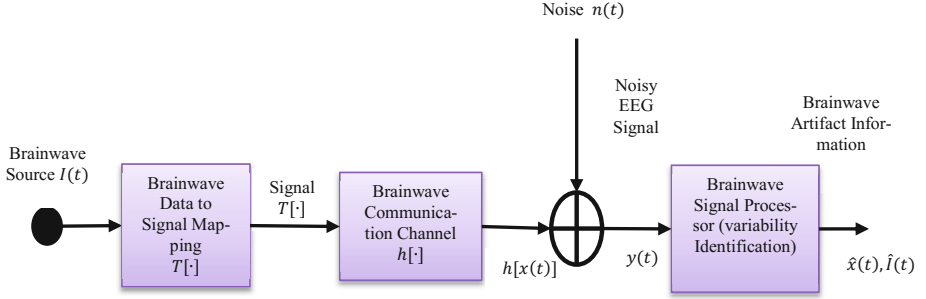 Noise n(t)
Noisy
EEG
Signal
Brainwave
Artifact Infor-
mation
Brainwave
Source I(t)
Brainwave
Data to
Signal Map-
ping
T[·]
Signal
T[·]
Brainwave
Communica-
tion Channel
h[·]
h[x(t)]
y(t)
Brainwave
Signal Proces-
sor (variability
Identification)
x̂(t), Î(t)